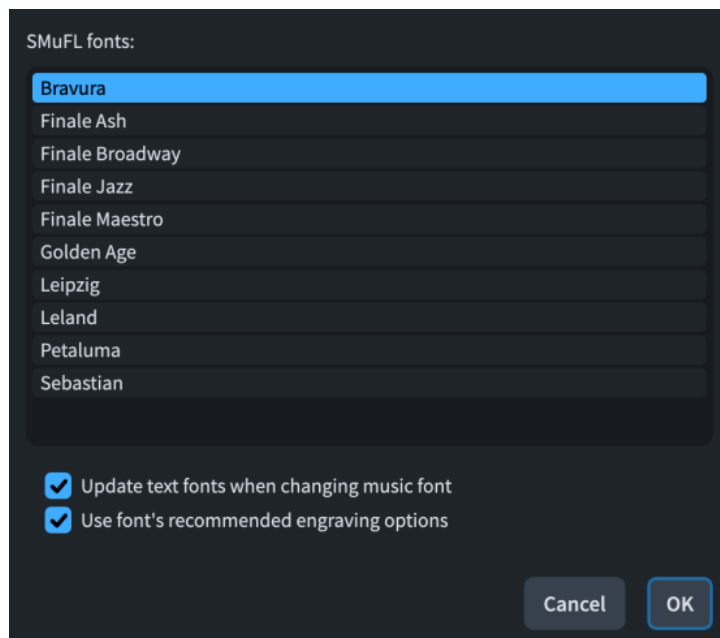 SMuFL fonts:
Bravura
Finale Ash
Finale Broadway
Finale Jazz
Finale Maestro
Golden Age
Leipzig
Leland
Petaluma
Sebastian
Update text fonts when changing music font
Use font's recommended engraving options
Cancel OK